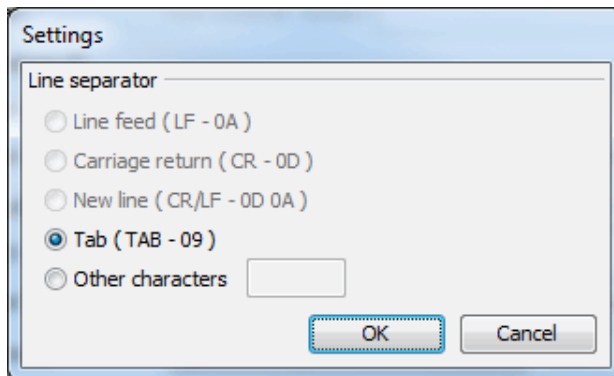 Settings
Line separator
Line feed ( LF - 0A )
Carriage return ( CR - 0D )
New line ( CR/LF - 0D 0A )
Tab ( TAB - 09 )
Other characters
OK Cancel